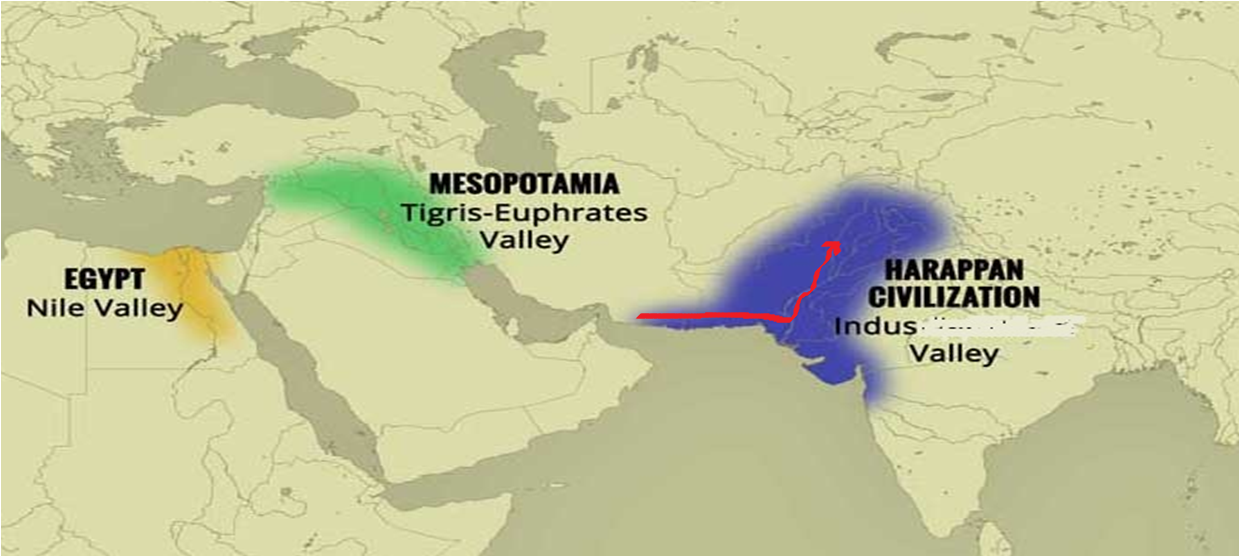 MESOPOTAMIA
Tigris-Euphrates
Valley
EGYPT
Nile Valley
HARAPPAN
CIVILIZATION
Indus
Valley